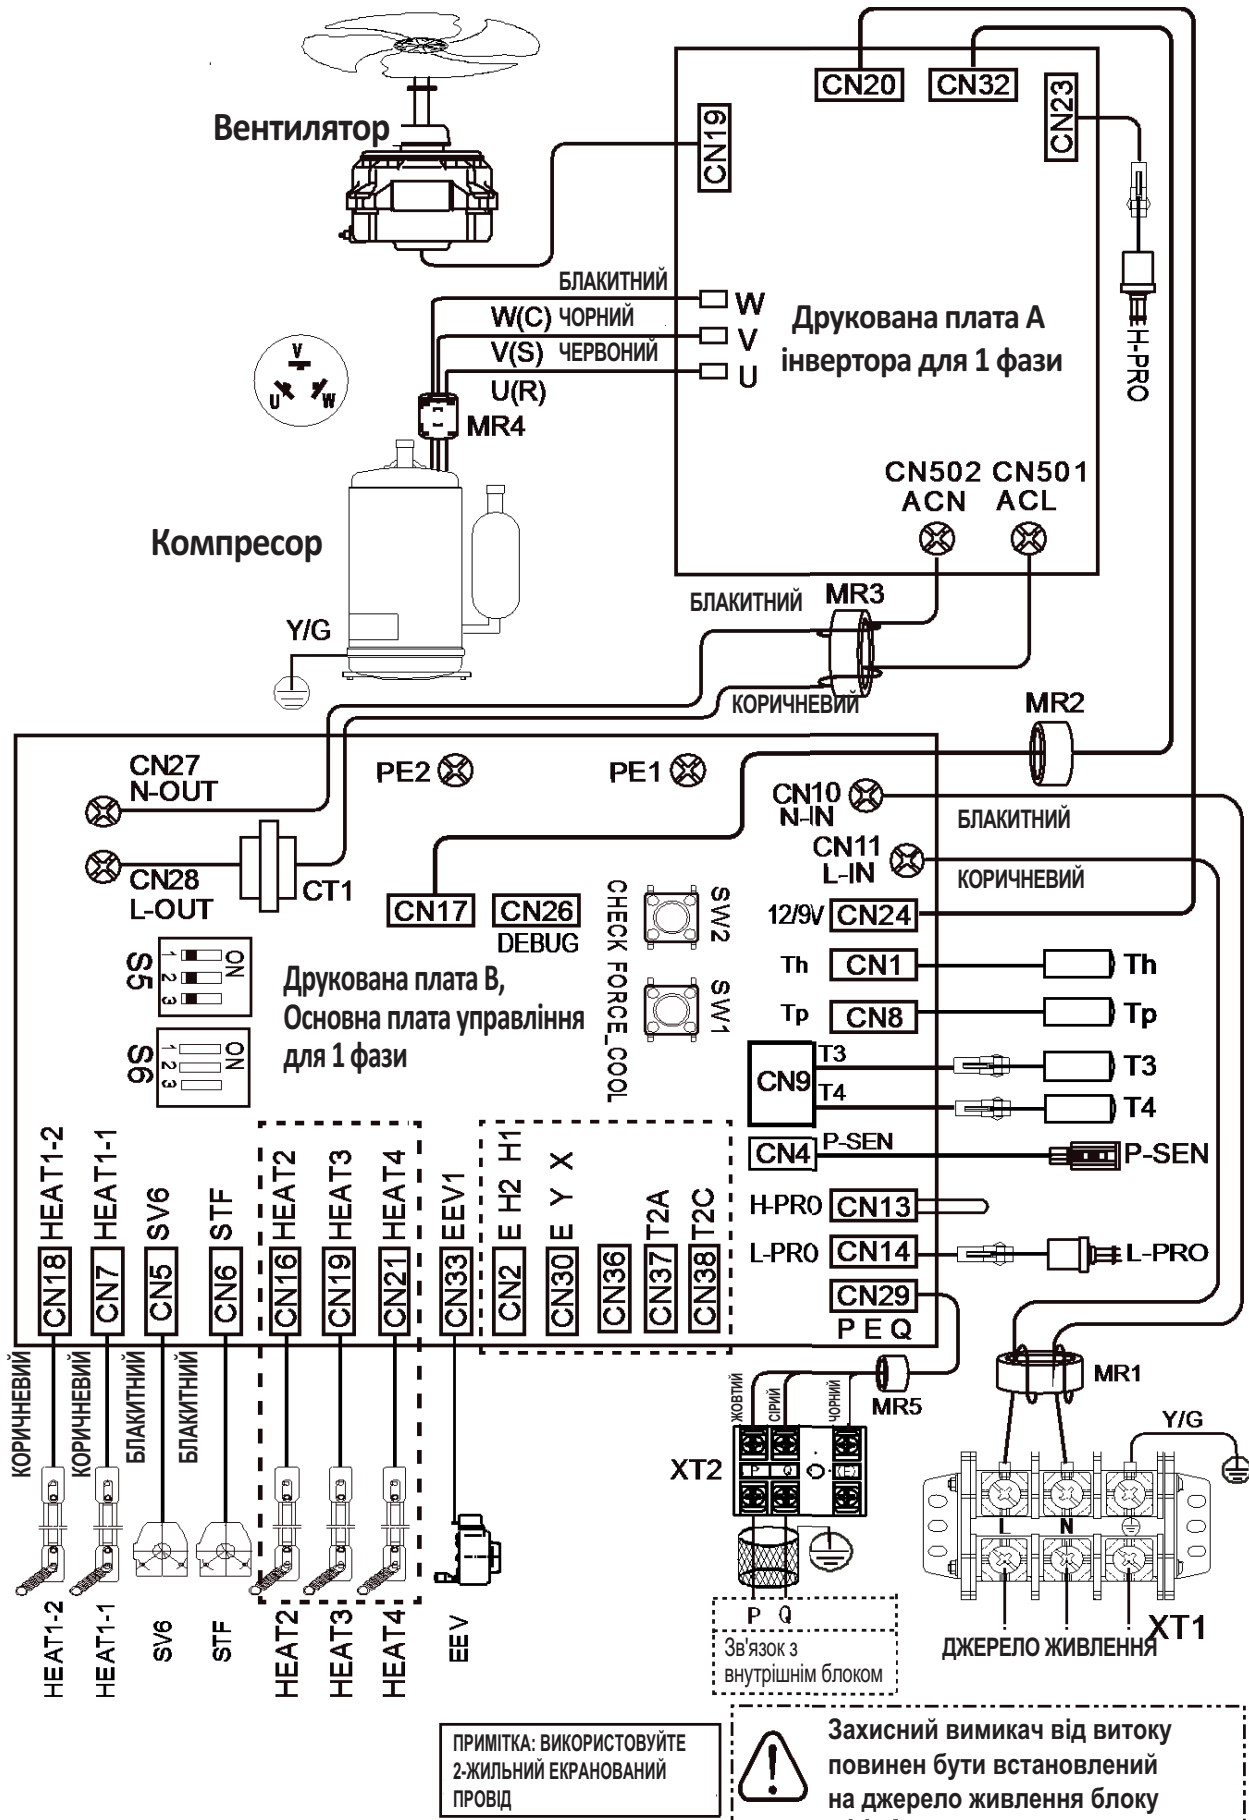 CN20
CN32
CN23
CN19
Вентилятор
H-PRO
БЛАКИТНИЙ
W
W(C) ЧОРНИЙ
V
V(S) ЧЕРВОНИЙ
U
U(R)
MR4
Друкована плата А
інвертора для 1 фази
V
U
W
CN502
ACN
CN501
ACL
Компресор
Y/G
БЛАКИТНИЙ
MR3
КОРИЧНЕВИЙ
MR2
CN27
N-OUT
PE2
PE1
CN10
N-IN
БЛАКИТНИЙ
CN11
L-IN
КОРИЧНЕВИЙ
CN28
L-OUT
CT1
CN17
CN26
DEBUG
CHECK FORCE_COOL
SW2
SW1
12/9V CN24
Th CN1 Th
Tp CN8 Tp
CN9
T3
T4
T3
T4
CN4 P-SEN P-SEN
H-PRO CN13
L-PRO CN14 L-PRO
CN29
P E Q
S5
1 2 3
ON
S6
1 2 3
ON
Друкована плата В,
Основна плата управління
для 1 фази
CN18 HEAT1-2
CN7 HEAT1-1
CN5 SV6
CN6 STF
CN16 HEAT2
CN19 HEAT3
CN21 HEAT4
CN33 EEV1
CN2 E H2 H1
CN30 E Y X
CN36
CN37 T2A
CN38 T2C
КОРИЧНЕВИЙ
КОРИЧНЕВИЙ
БЛАКИТНИЙ
БЛАКИТНИЙ
HEAT1-2
HEAT1-1
SV6
STF
HEAT2
HEAT3
HEAT4
EEV
ЖОВТИЙ
СІРИЙ
ЧОРНИЙ
MR5
MR1
Y/G
XT2
P Q (E)
L N
P Q
Зв'язок з
внутрішнім блоком
XT1
ДЖЕРЕЛО ЖИВЛЕННЯ
ПРИМІТКА: ВИКОРИСТОВУЙТЕ
2-ЖИЛЬНИЙ ЕКРАНОВАНИЙ
ПРОВІД
Захисний вимикач від витоку
повинен бути встановлений
на джерело живлення блоку